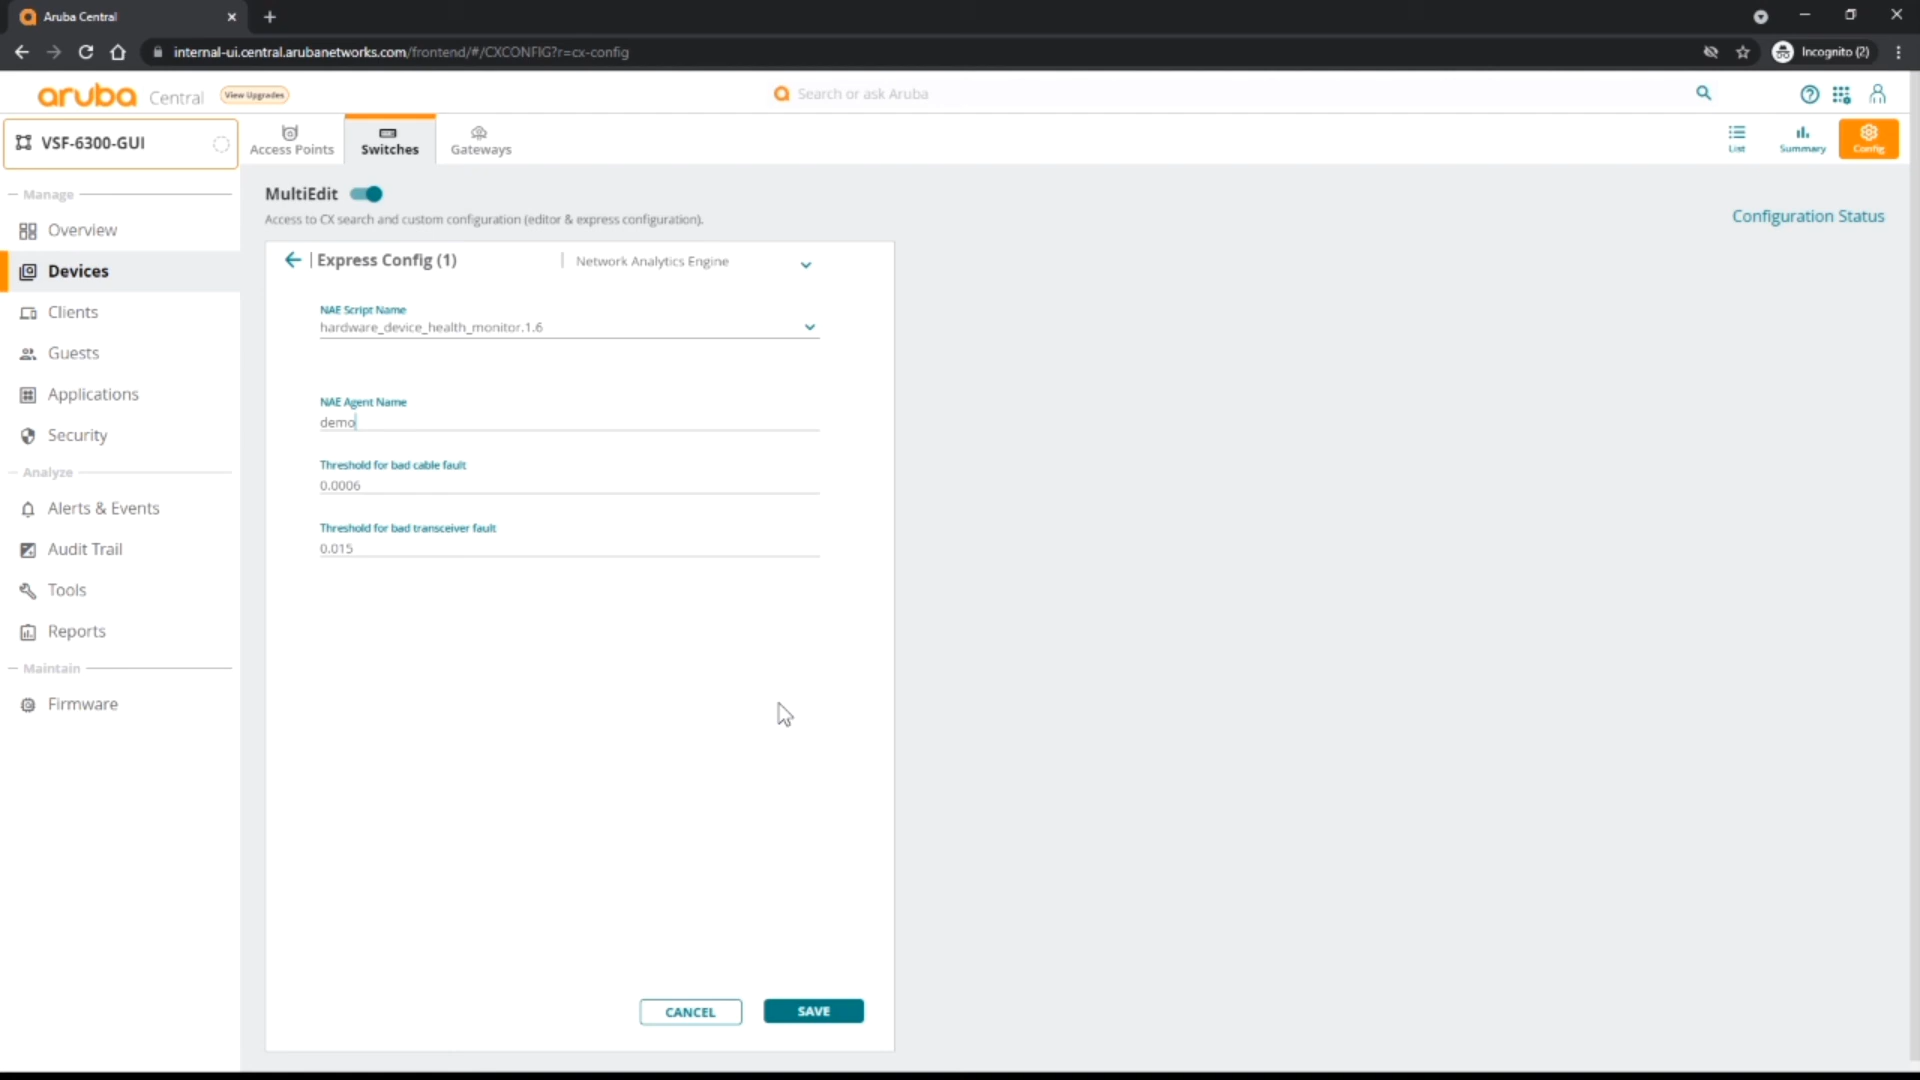 Aruba Central
internal-ui.central.arubanetworks.com/frontend/#/CXCONFIG?r=cx-config
Incognito (2)
aruba Central View Upgrades
Search or ask Aruba
VSF-6300-GUI
Access Points
Switches
Gateways
List
Summary
Config
Manage
Overview
Devices
Clients
Guests
Applications
Security
Analyze
Alerts & Events
Audit Trail
Tools
Reports
Maintain
Firmware
MultiEdit
Access to CX search and custom configuration (editor & express configuration).
Configuration Status
Express Config (1)
Network Analytics Engine
NAE Script Name
hardware_device_health_monitor.1.6
NAE Agent Name
demo
Threshold for bad cable fault
0.0006
Threshold for bad transceiver fault
0.015
CANCEL
SAVE